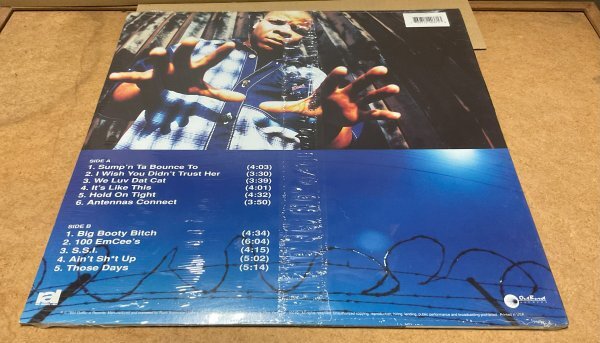 SIDE A
1. Sump'n Ta Bounce To (4:03)
2. I Wish You Didn't Trust Her (3:30)
3. We Luv Dat Cat (3:39)
4. It's Like This (4:01)
5. Hold On Tight (4:32)
6. Antennas Connect (3:50)
SIDE B
1. Big Booty Bitch (4:34)
2. 100 EmCee's (6:04)
3. S.S.I. (4:15)
4. Ain't Sh*t Up (5:02)
5. Those Days (5:14)